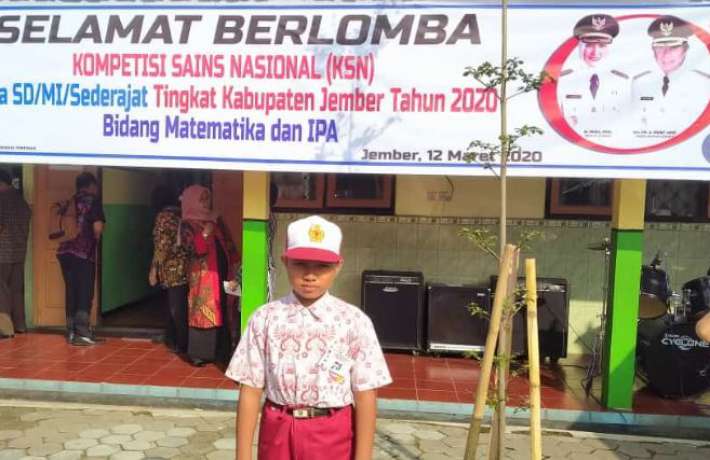 SELAMAT BERLOMBA
KOMPETISI SAINS NASIONAL (KSN)
a SD/MI/Sederajat Tingkat Kabupaten Jember Tahun 2020
Bidang Matematika dan IPA
Jember, 12 Maret 2020
CYCLONE